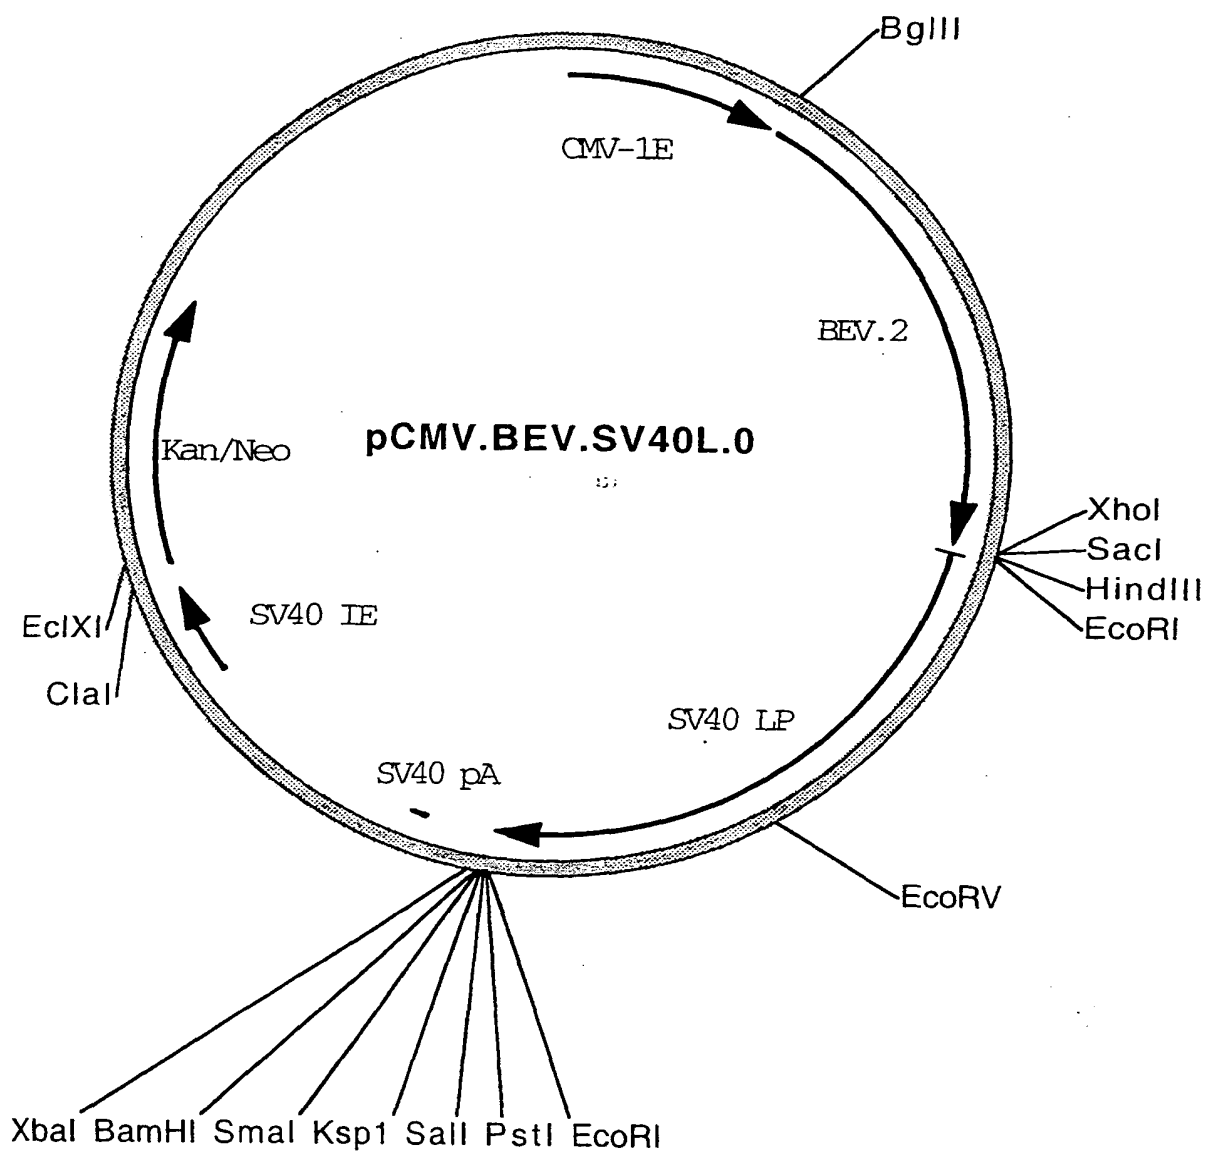 BglII
CMV-1E
BEV.2
Kan/Neo
pCMV.BEV.SV40L.0
XhoI
SacI
HindIII
EcoRI
EclXI
SV40 IE
ClaI
SV40 LP
SV40 pA
EcoRV
XbaI BamHI SmaI Ksp1 SalI PstI EcoRI